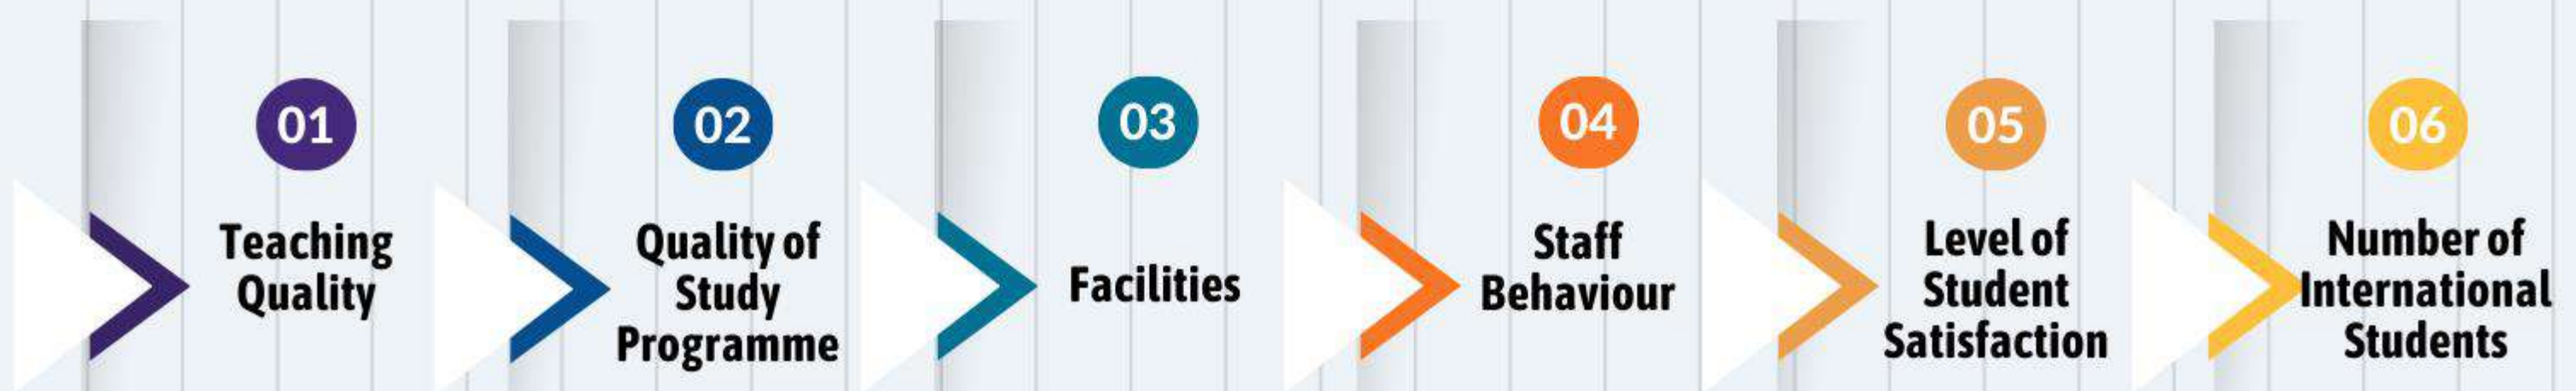 01
Teaching
Quality
02
Quality of
Study
Programme
03
Facilities
04
Staff
Behaviour
05
Level of
Student
Satisfaction
06
Number of
International
Students